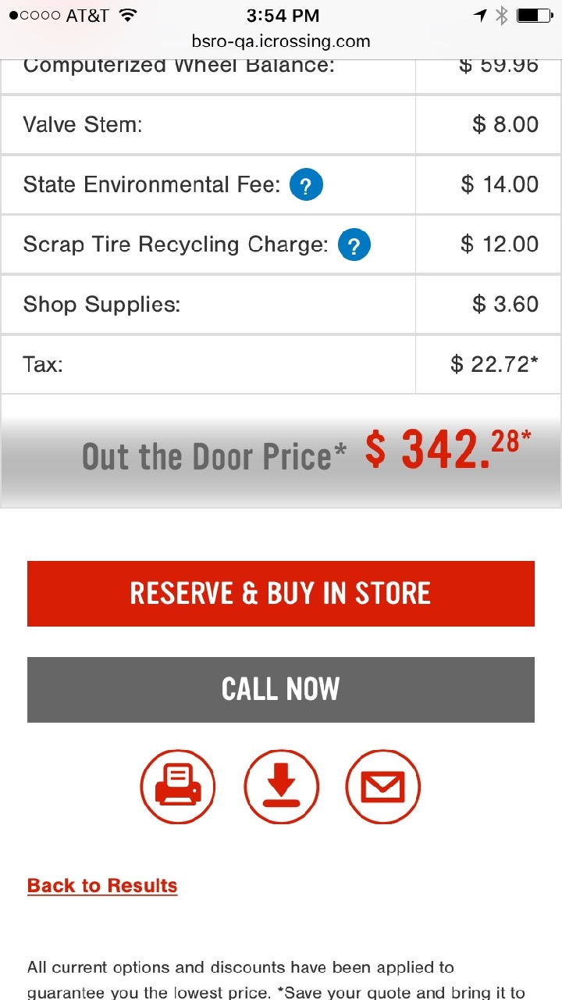 AT&T 3:54 PM
bsro-qa.icrossing.com
Computerized Wheel Balance: $ 59.96
Valve Stem: $ 8.00
State Environmental Fee: ? $ 14.00
Scrap Tire Recycling Charge: ? $ 12.00
Shop Supplies: $ 3.60
Tax: $ 22.72*
Out the Door Price* $ 342.28*
RESERVE & BUY IN STORE
CALL NOW
Back to Results
All current options and discounts have been applied to
guarantee you the lowest price. *Save your quote and bring it to